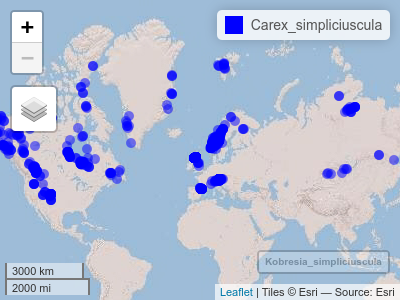 +
−
Carex_simpliciuscula
Kobresia_simpliciuscula
3000 km
2000 mi
Leaflet | Tiles © Esri — Source: Esri